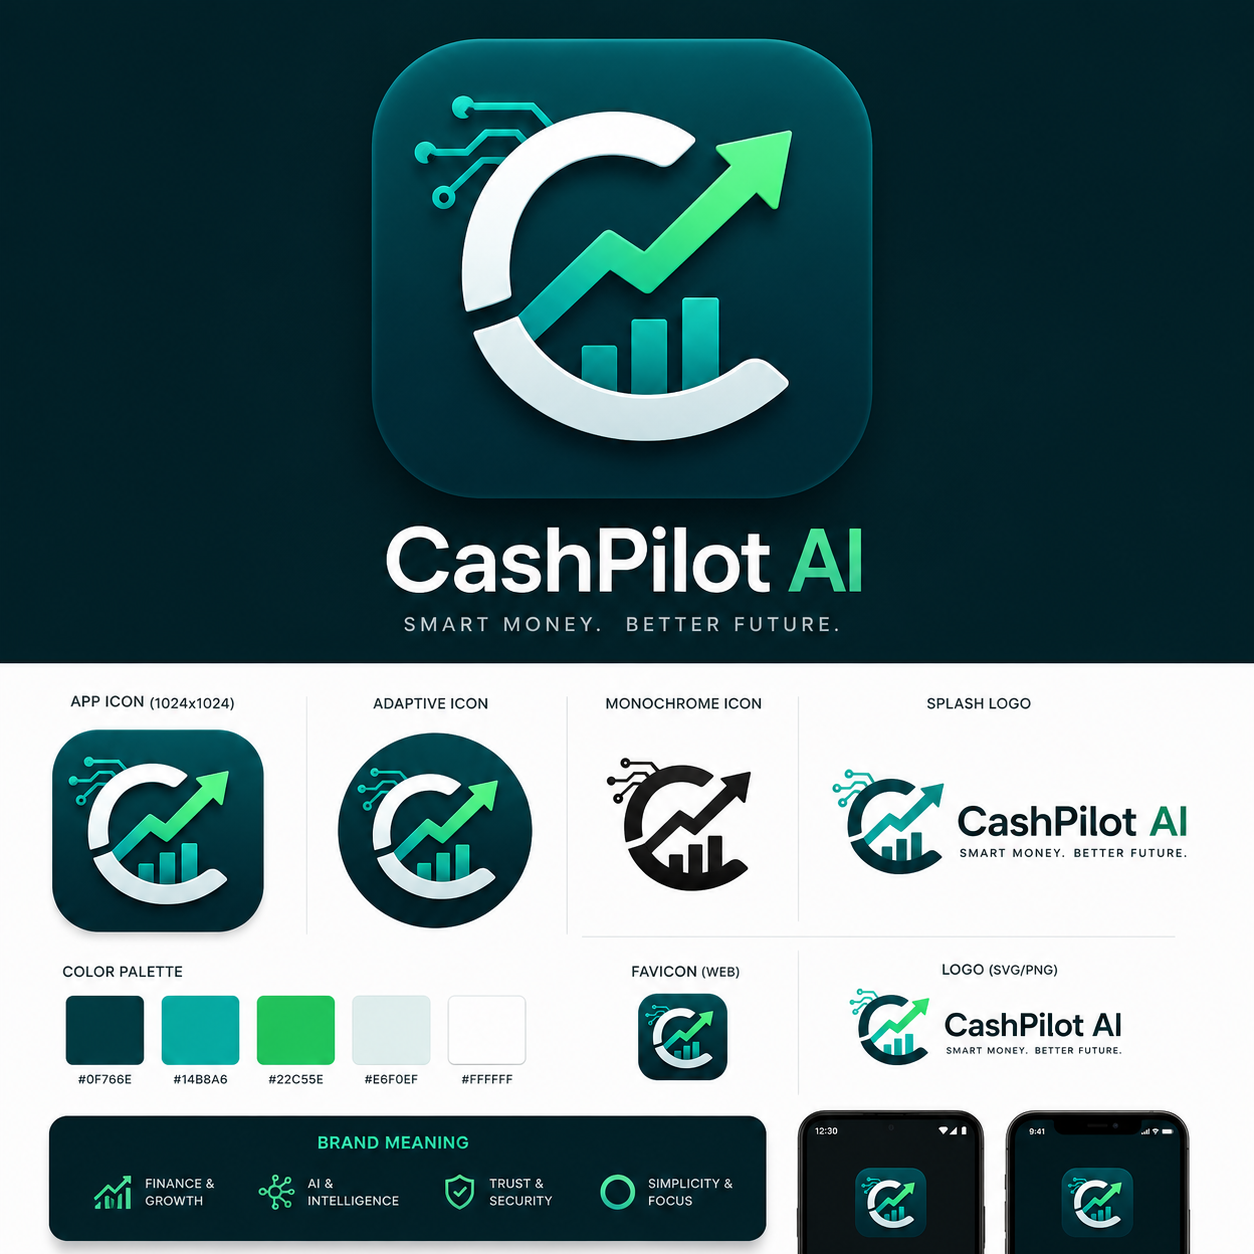 CashPilot AI
SMART MONEY. BETTER FUTURE.
APP ICON (1024x1024)
ADAPTIVE ICON
MONOCHROME ICON
SPLASH LOGO
CashPilot AI
SMART MONEY. BETTER FUTURE.
COLOR PALETTE
#0F766E
#14B8A6
#22C55E
#E6F0EF
#FFFFFF
FAVICON (WEB)
LOGO (SVG/PNG)
CashPilot AI
SMART MONEY. BETTER FUTURE.
BRAND MEANING
FINANCE &
GROWTH
AI &
INTELLIGENCE
TRUST &
SECURITY
SIMPLICITY &
FOCUS
12:30
9:41